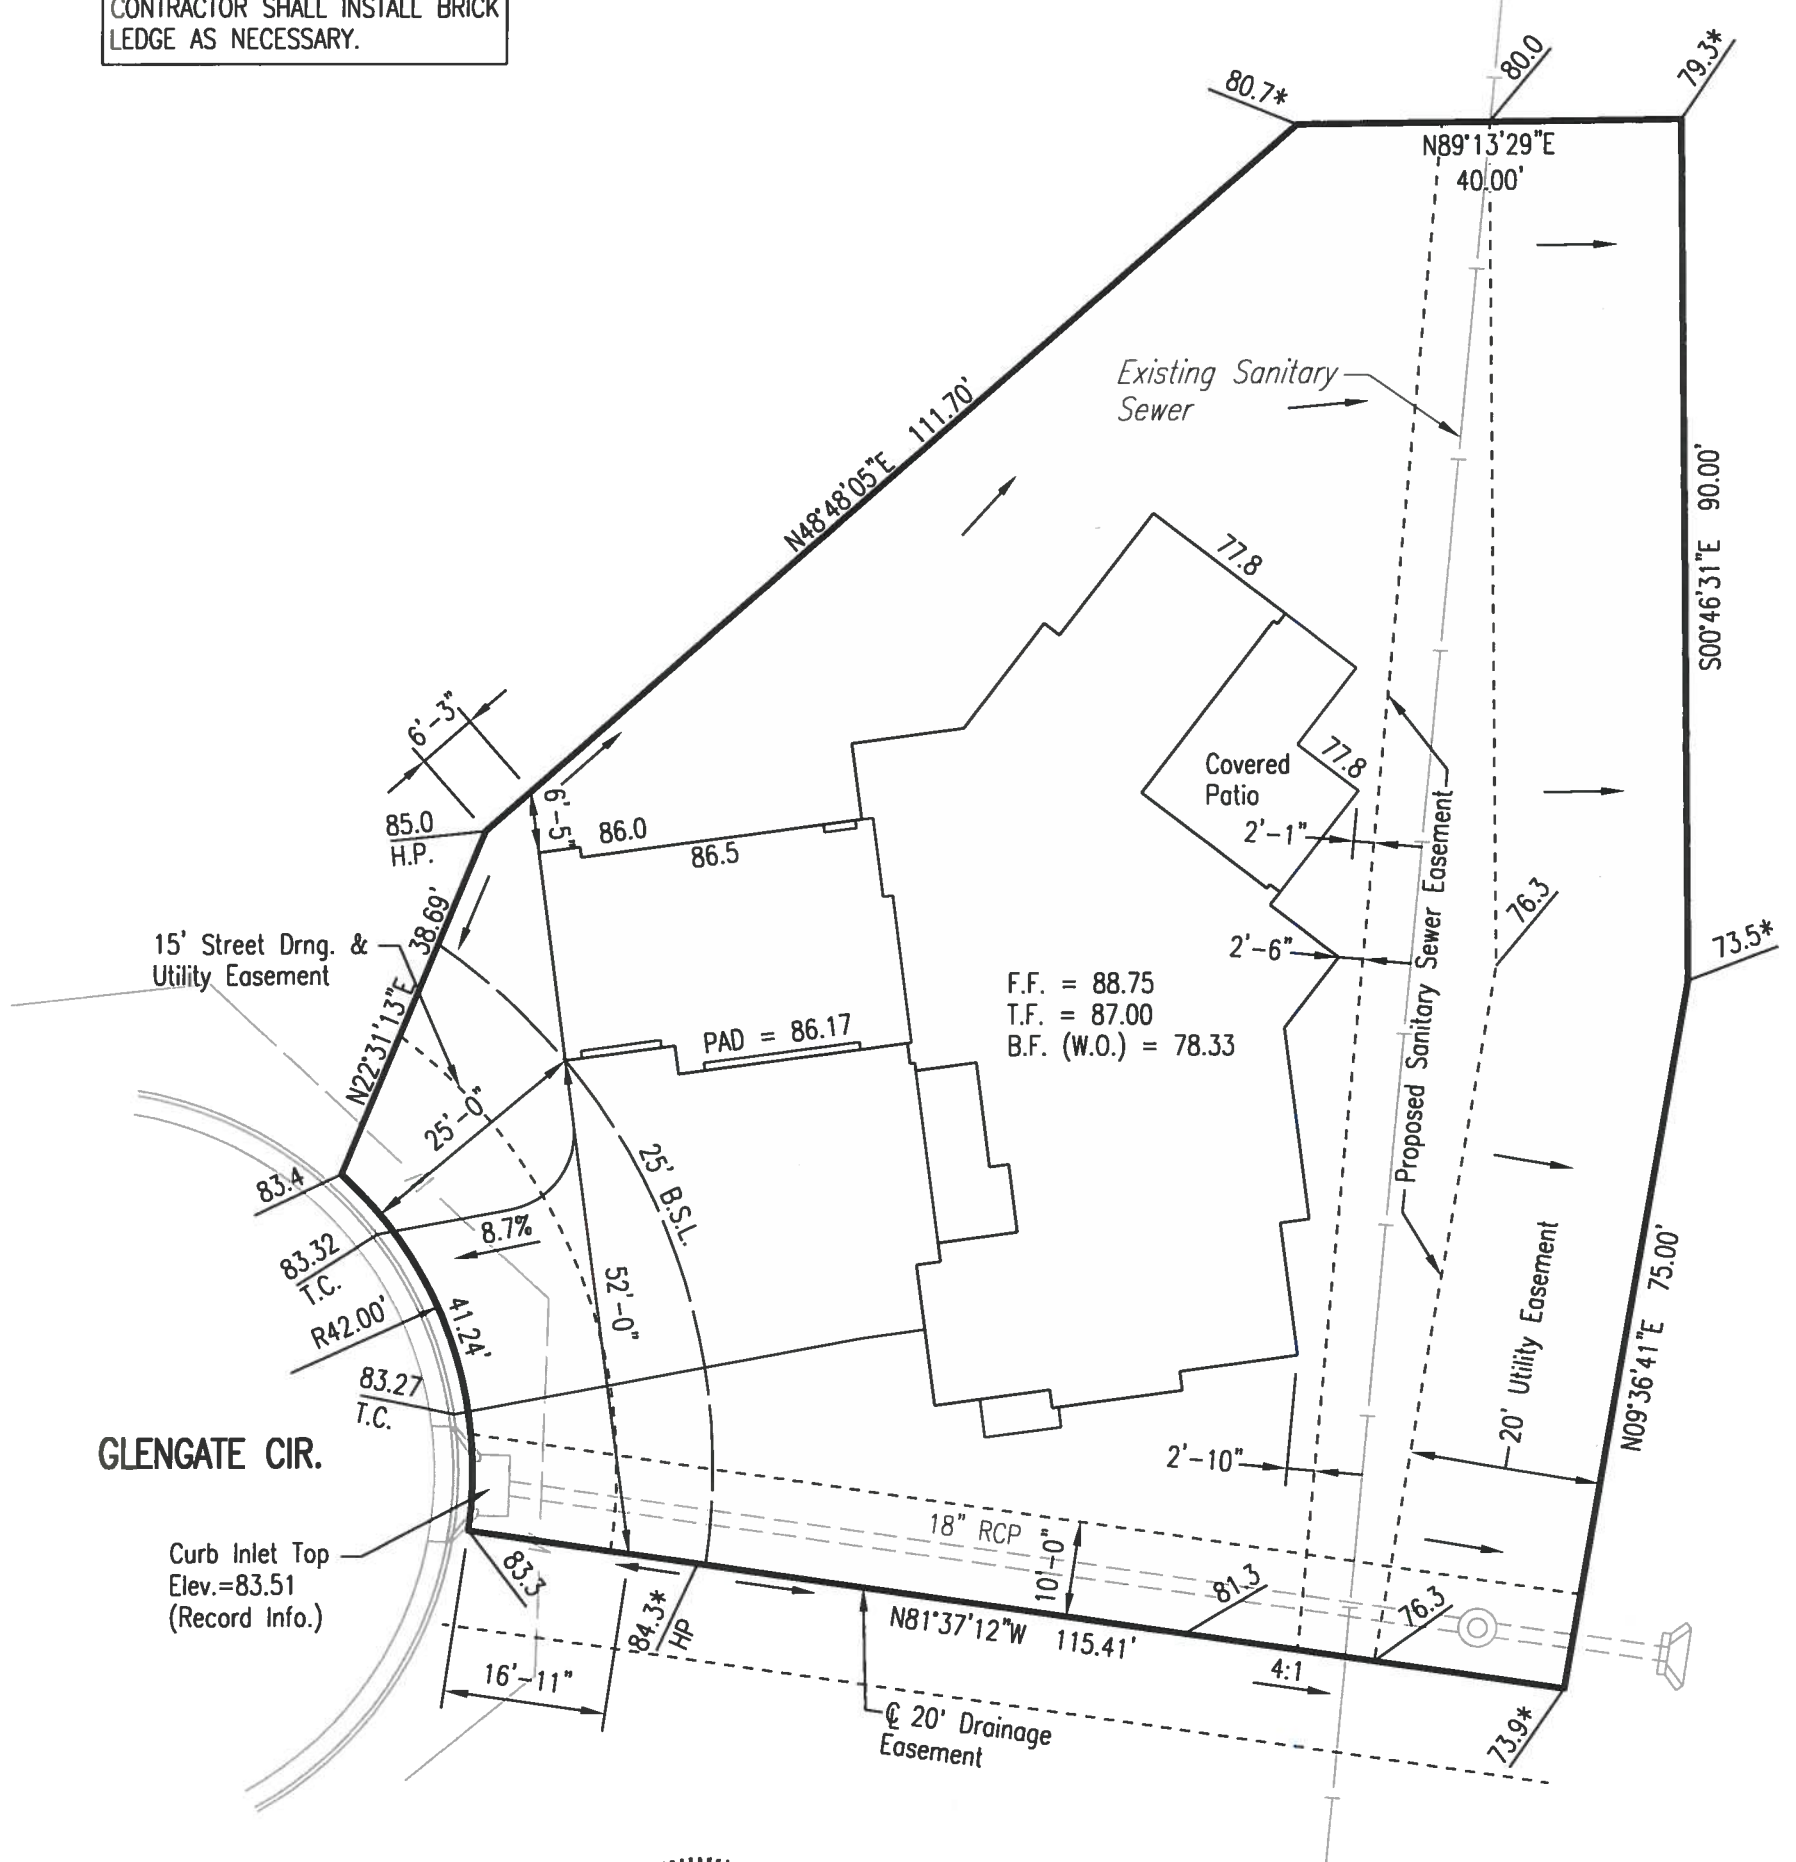 CONTRACTOR SHALL INSTALL BRICK
LEDGE AS NECESSARY.
80.7*
80.0
79.3*
N89°13'29"E
40.00'
Existing Sanitary
Sewer
N48°48'05"E 111.70'
S00°46'31"E 90.00'
77.8
6'-3"
Covered
Patio
77.8
85.0
H.P.
6'-5"
86.0
86.5
2'-1"
Proposed Sanitary Sewer Easement
76.3
73.5*
15' Street Drng. &
Utility Easement
N22°31'13"E 38.69'
2'-6"
F.F. = 88.75
T.F. = 87.00
B.F. (W.O.) = 78.33
PAD = 86.17
25'-0"
25' B.S.L.
83.4
8.7%
83.32
T.C.
52'-0"
R42.00'
41.24'
20' Utility Easement
N09°36'41"E 75.00'
83.27
T.C.
GLENGATE CIR.
2'-10"
18" RCP
10'-0"
Curb Inlet Top
Elev.=83.51
(Record Info.)
83.3
84.3*
HP
81.3
76.3
N81°37'12"W 115.41'
4:1
16'-11"
℄ 20' Drainage
Easement
73.9*